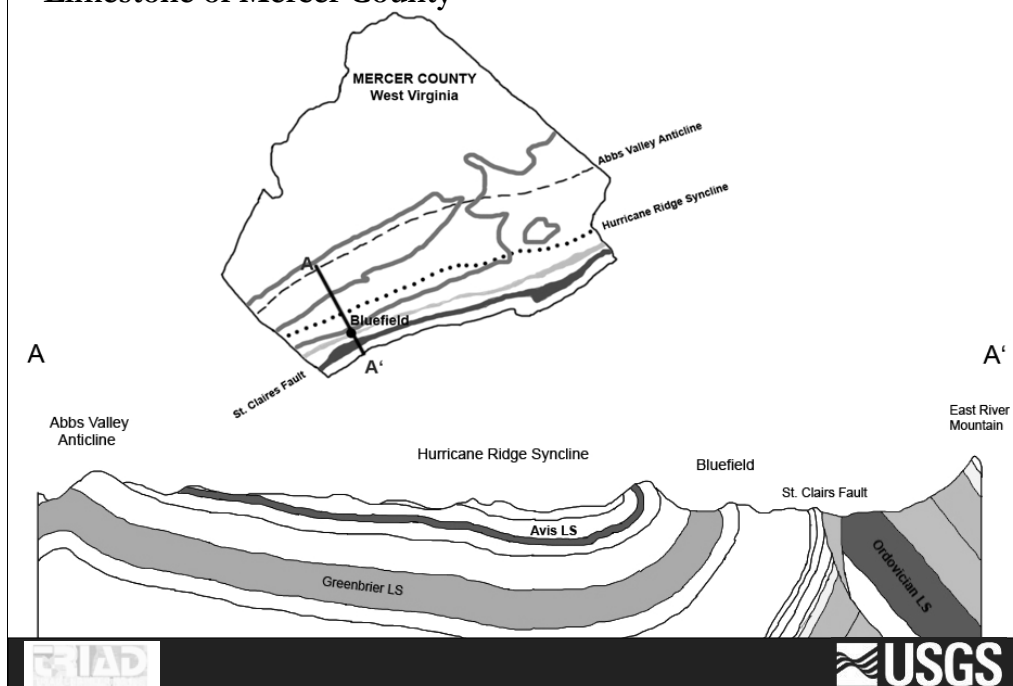 Limestone of Mercer County
MERCER COUNTY
West Virginia
Abbs Valley Anticline
Hurricane Ridge Syncline
A
Bluefield
A'
St. Claires Fault
A
A'
Abbs Valley
Anticline
Hurricane Ridge Syncline
Bluefield
St. Clairs Fault
East River
Mountain
Avis LS
Greenbrier LS
Ordovician LS
TRIAD
USGS